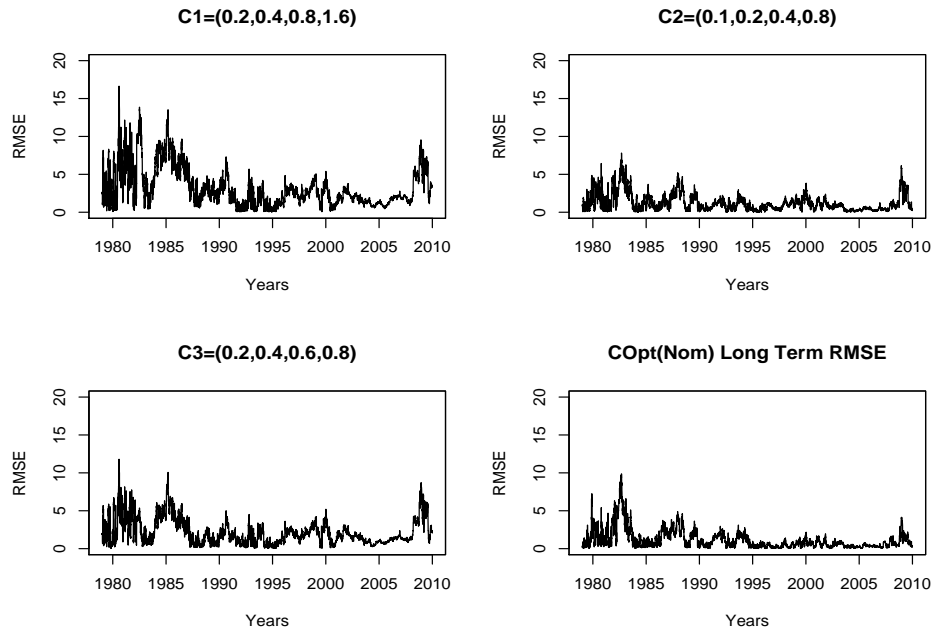 C1=(0.2,0.4,0.8,1.6)
RMSE
20
15
10
5
0
1980 1985 1990 1995 2000 2005 2010
Years
C2=(0.1,0.2,0.4,0.8)
RMSE
20
15
10
5
0
1980 1985 1990 1995 2000 2005 2010
Years
C3=(0.2,0.4,0.6,0.8)
RMSE
20
15
10
5
0
1980 1985 1990 1995 2000 2005 2010
Years
COpt(Nom) Long Term RMSE
RMSE
20
15
10
5
0
1980 1985 1990 1995 2000 2005 2010
Years